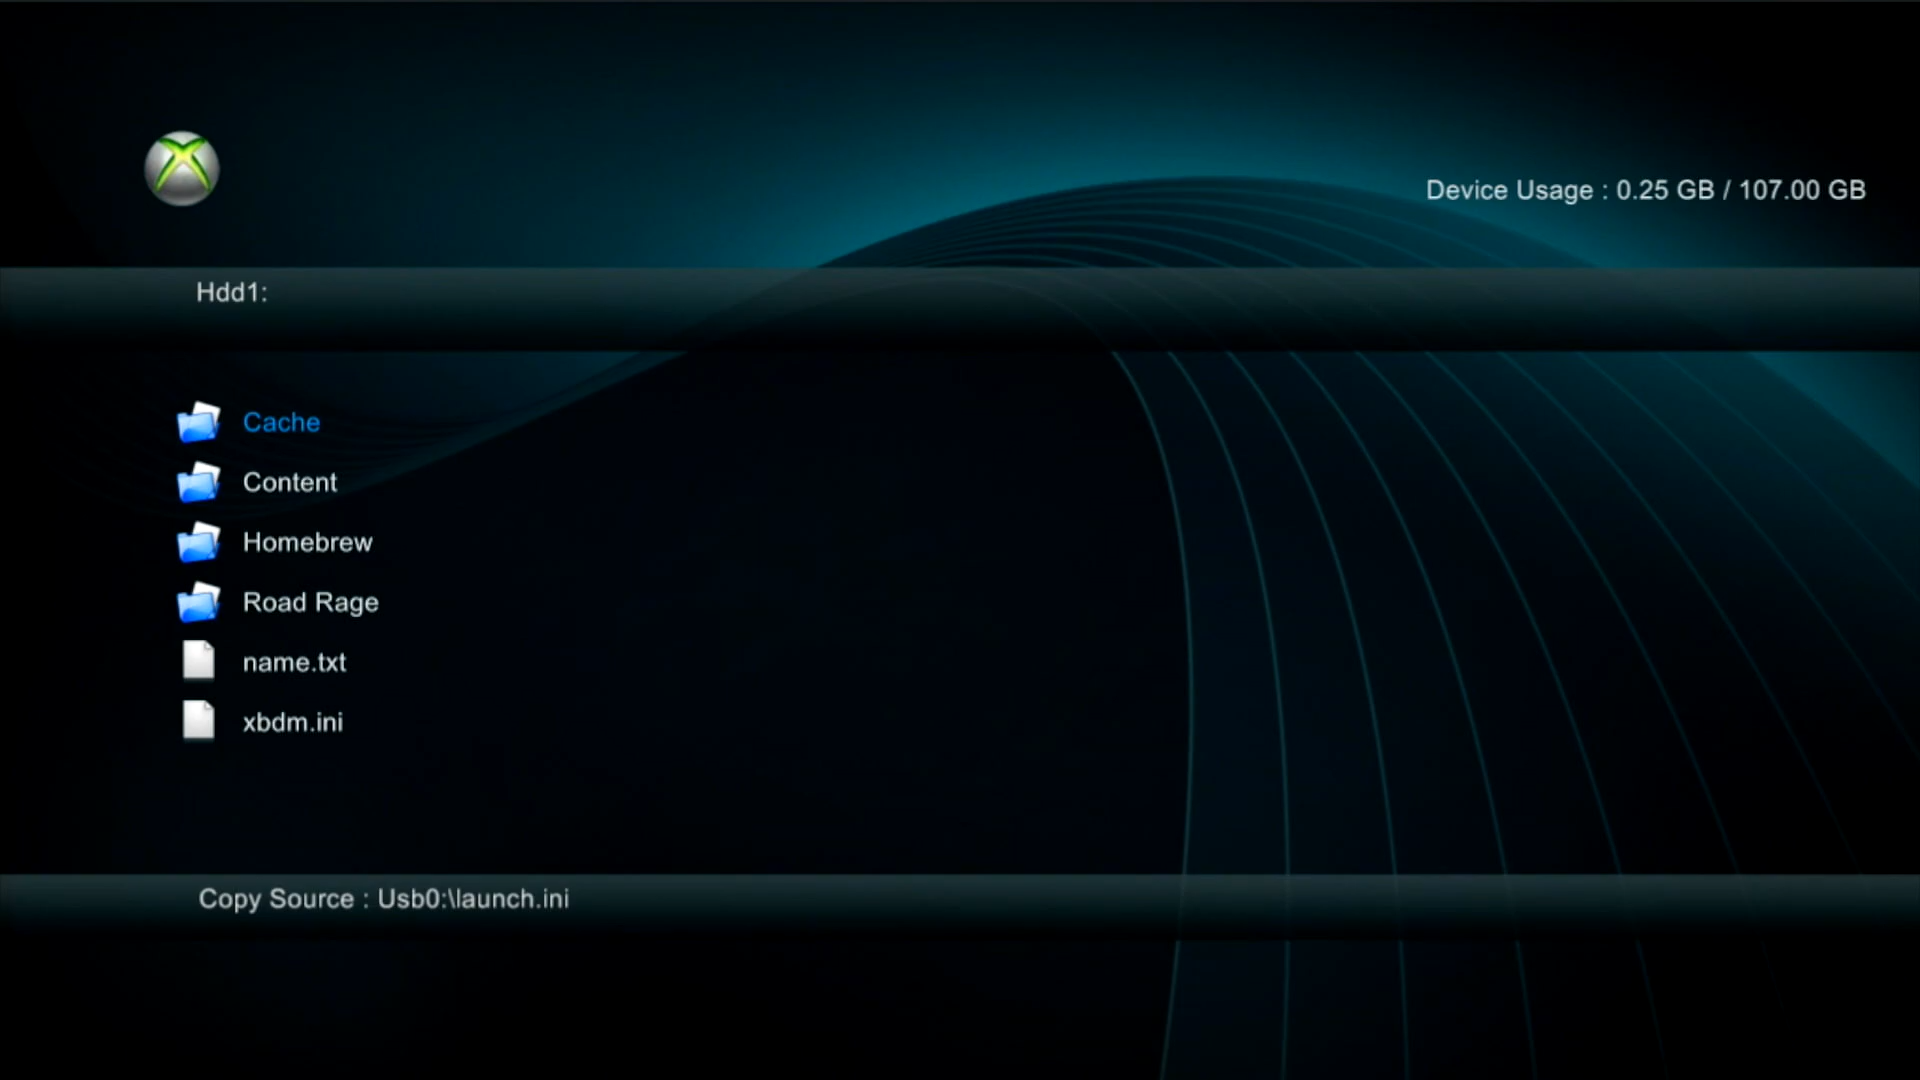 Device Usage : 0.25 GB / 107.00 GB
Hdd1:
Cache
Content
Homebrew
Road Rage
name.txt
xbdm.ini
Copy Source : Usb0:\launch.ini